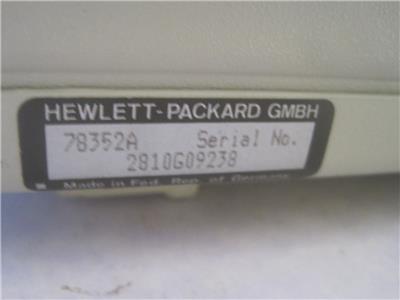 HEWLETT-PACKARD GMBH
78352A Serial No.
2810G09238
Made in Fed. Rep. of Germany